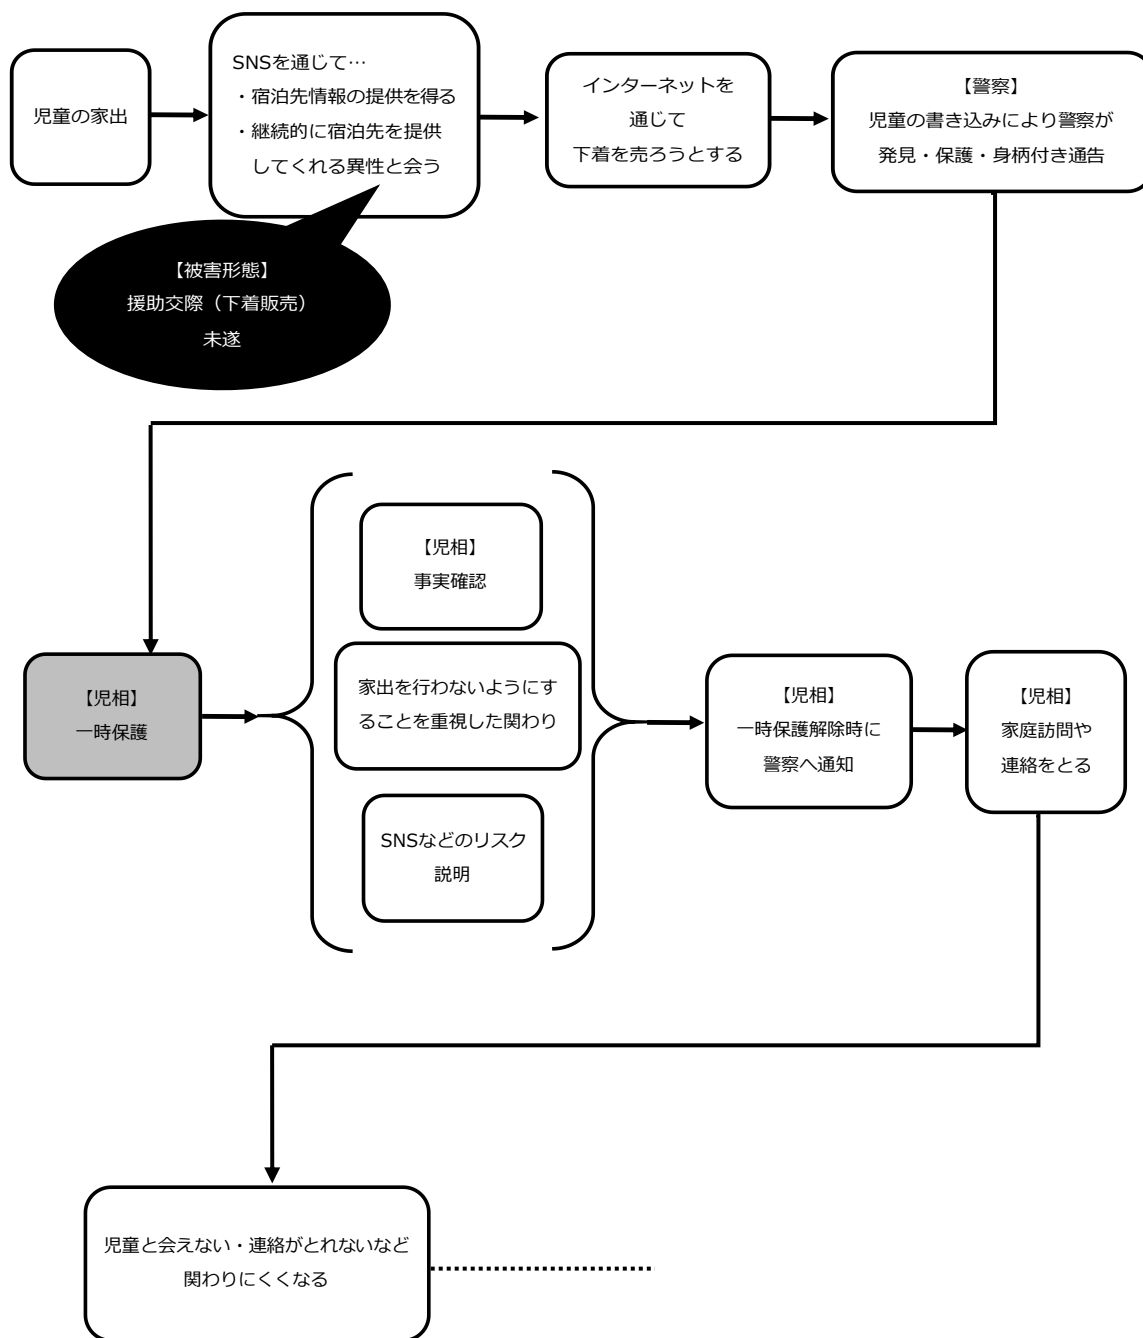 児童の家出
SNSを通じて…
・宿泊先情報の提供を得る
・継続的に宿泊先を提供
してくれる異性と会う
インターネットを
通じて
下着を売ろうとする
【警察】
児童の書き込みにより警察が
発見・保護・身柄付き通告
【被害形態】
援助交際（下着販売）
未遂
【児相】
一時保護
【児相】
事実確認
家出を行わないようにす
ることを重視した関わり
SNSなどのリスク
説明
【児相】
一時保護解除時に
警察へ通知
【児相】
家庭訪問や
連絡をとる
児童と会えない・連絡がとれないなど
関わりにくくなる